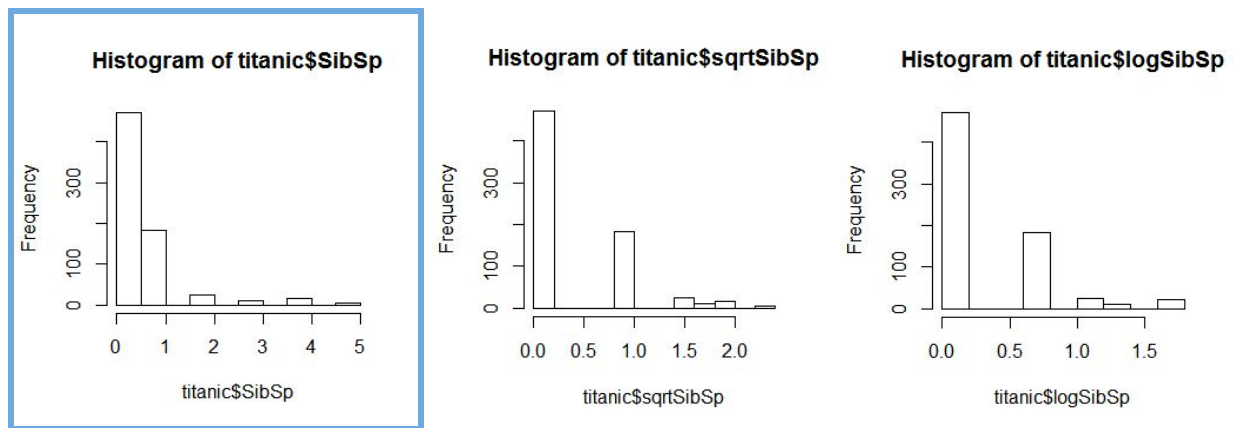 Histogram of titanic$SibSp
Frequency
300
100
0
0 1 2 3 4 5
titanic$SibSp
Histogram of titanic$sqrtSibSp
Frequency
300
100
0
0.0 0.5 1.0 1.5 2.0
titanic$sqrtSibSp
Histogram of titanic$logSibSp
Frequency
300
100
0
0.0 0.5 1.0 1.5
titanic$logSibSp